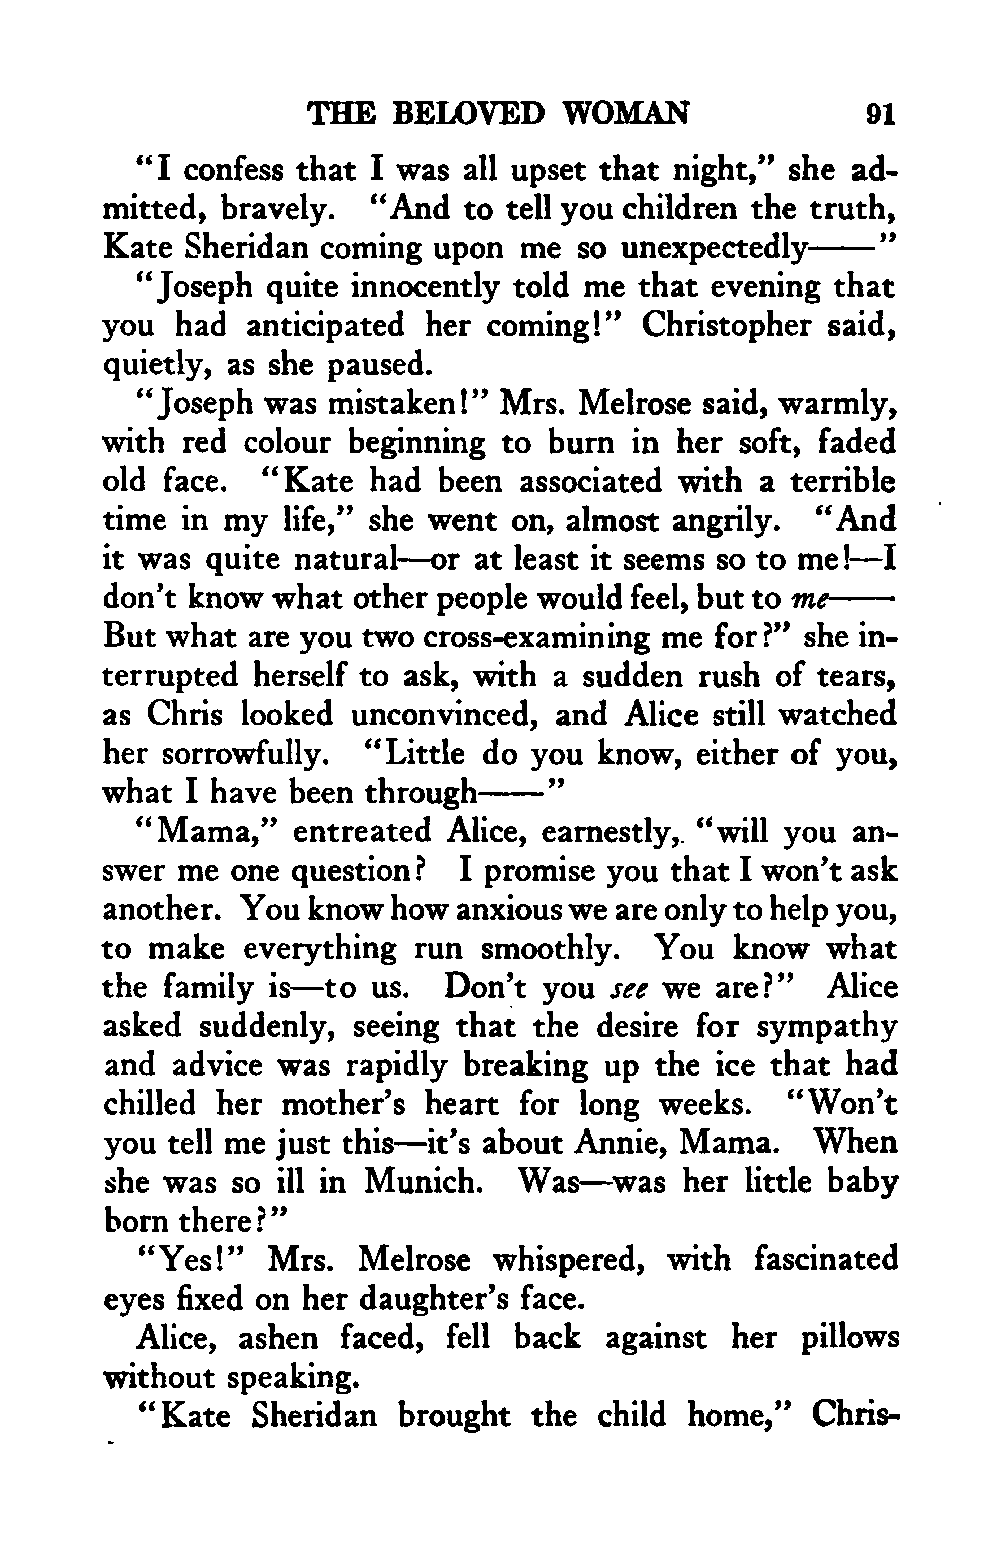 THE BELOVED WOMAN 91
“I confess that I was all upset that night,” she ad-
mitted, bravely. “And to tell you children the truth,
Kate Sheridan coming upon me so unexpectedly——”
“Joseph quite innocently told me that evening that
you had anticipated her coming!” Christopher said,
quietly, as she paused.
“Joseph was mistaken!” Mrs. Melrose said, warmly,
with red colour beginning to burn in her soft, faded
old face. “Kate had been associated with a terrible
time in my life,” she went on, almost angrily. “And
it was quite natural—or at least it seems so to me!—I
don’t know what other people would feel, but to me——
But what are you two cross-examining me for?” she in-
terrupted herself to ask, with a sudden rush of tears,
as Chris looked unconvinced, and Alice still watched
her sorrowfully. “Little do you know, either of you,
what I have been through——”
“Mama,” entreated Alice, earnestly, “will you an-
swer me one question? I promise you that I won’t ask
another. You know how anxious we are only to help you,
to make everything run smoothly. You know what
the family is—to us. Don’t you see we are?” Alice
asked suddenly, seeing that the desire for sympathy
and advice was rapidly breaking up the ice that had
chilled her mother’s heart for long weeks. “Won’t
you tell me just this—it’s about Annie, Mama. When
she was so ill in Munich. Was—was her little baby
born there?”
“Yes!” Mrs. Melrose whispered, with fascinated
eyes fixed on her daughter’s face.
Alice, ashen faced, fell back against her pillows
without speaking.
“Kate Sheridan brought the child home,” Chris-